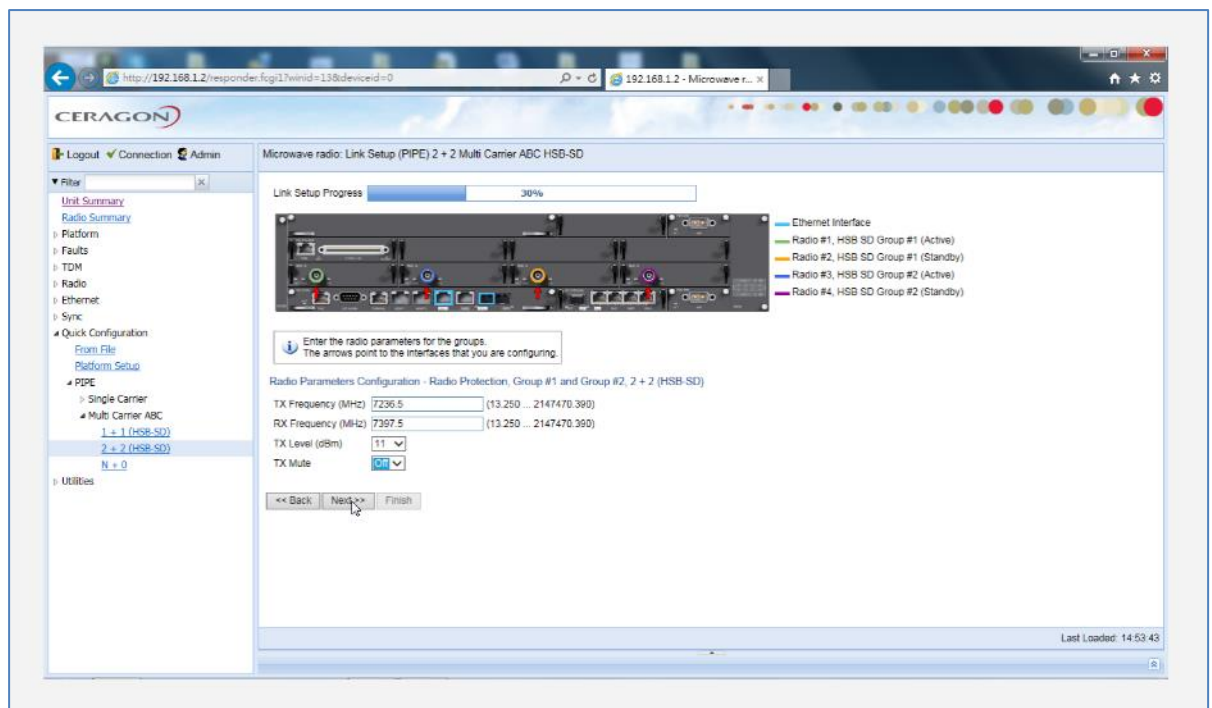 http://192.168.1.2/responder.fcgi1?winid=138&deviceid=0
192.168.1.2 - Microwave r...
CERAGON
Logout Connection Admin
Microwave radio: Link Setup (PIPE) 2 + 2 Multi Carrier ABC HSB-SD
Filter
Unit Summary
Radio Summary
Platform
Faults
TDM
Radio
Ethernet
Sync
Quick Configuration
From File
Platform Setup
PIPE
Single Carrier
Multi Carrier ABC
1 + 1 (HSB-SD)
2 + 2 (HSB-SD)
N + 0
Utilities
Link Setup Progress 30%
Ethernet Interface
Radio #1, HSB SD Group #1 (Active)
Radio #2, HSB SD Group #1 (Standby)
Radio #3, HSB SD Group #2 (Active)
Radio #4, HSB SD Group #2 (Standby)
Enter the radio parameters for the groups.
The arrows point to the interfaces that you are configuring.
Radio Parameters Configuration - Radio Protection, Group #1 and Group #2, 2 + 2 (HSB-SD)
TX Frequency (MHz) 7236.5 (13.250 ... 2147470.390)
RX Frequency (MHz) 7397.5 (13.250 ... 2147470.390)
TX Level (dBm) 11
TX Mute Off
<< Back Next >> Finish
Last Loaded: 14:53:43